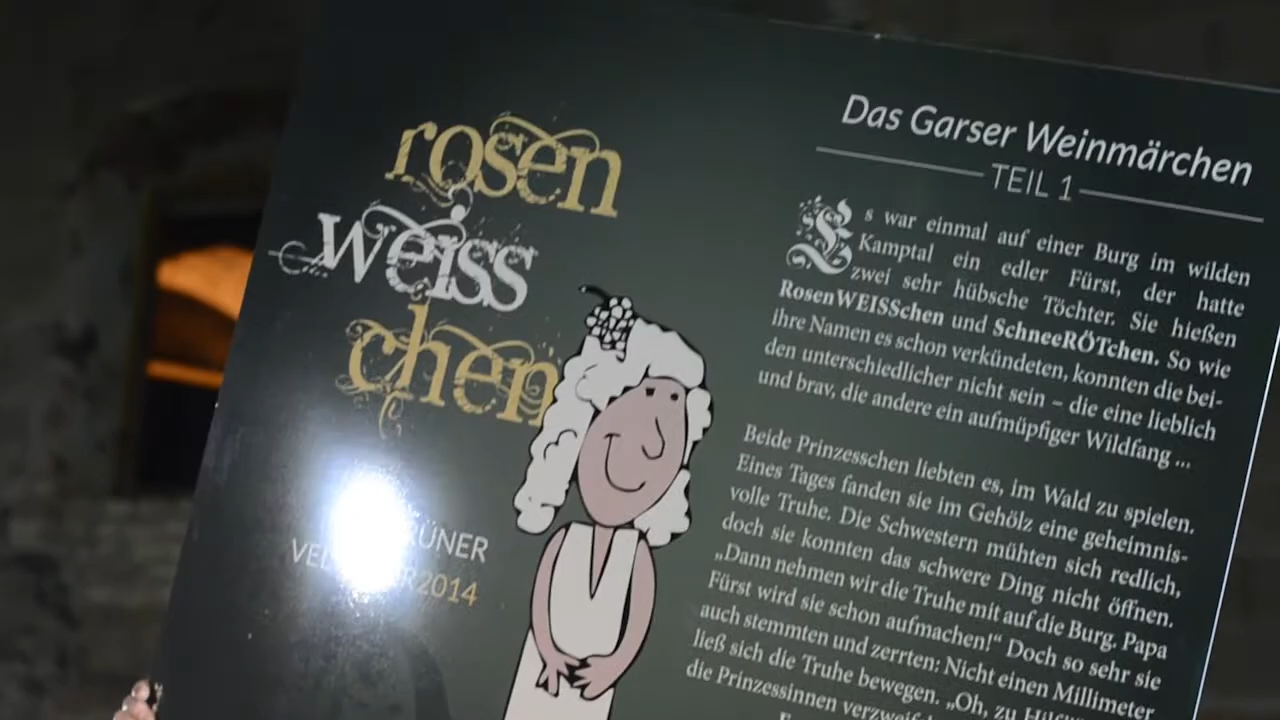 rosen
weiss
chen
ÜNER
2014
Das Garser Weinmärchen
TEIL 1
Es war einmal auf einer Burg im wilden
Kamptal ein edler Fürst, der hatte
zwei sehr hübsche Töchter. Sie hießen
RosenWEISSchen und SchneeRÖTchen. So wie
ihre Namen es schon verkündeten, konnten die bei-
den unterschiedlicher nicht sein – die eine lieblich
und brav, die andere ein aufmüpfiger Wildfang ...
Beide Prinzesschen liebten es, im Wald zu spielen.
Eines Tages fanden sie im Gehölz eine geheimnis-
volle Truhe. Die Schwestern mühten sich redlich,
doch sie konnten das schwere Ding nicht öffnen.
„Dann nehmen wir die Truhe mit auf die Burg. Papa
Fürst wird sie schon aufmachen!“ Doch so sehr sie
auch stemmten und zerrten: Nicht einen Millimeter
ließ sich die Truhe bewegen. „Oh, zu
die Prinzessinnen